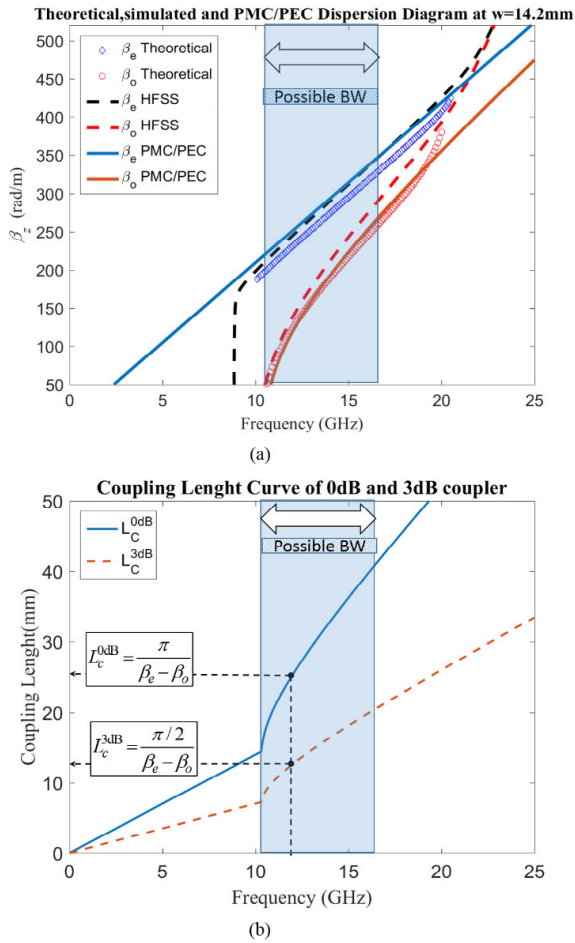 Theoretical,simulated and PMC/PEC Dispersion Diagram at w=14.2mm
500
450
400
350
300
250
200
150
100
50
β_z (rad/m)
β_e Theoretical
β_o Theoretical
β_e HFSS
β_o HFSS
β_e PMC/PEC
β_o PMC/PEC
Possible BW
0 5 10 15 20 25
Frequency (GHz)
(a)
Coupling Lenght Curve of 0dB and 3dB coupler
50
40
30
20
10
0
Coupling Lenght(mm)
L_C^0dB
L_C^3dB
Possible BW
L_c^0dB = π / (β_e − β_o)
L_c^3dB = π/2 / (β_e − β_o)
0 5 10 15 20 25
Frequency (GHz)
(b)